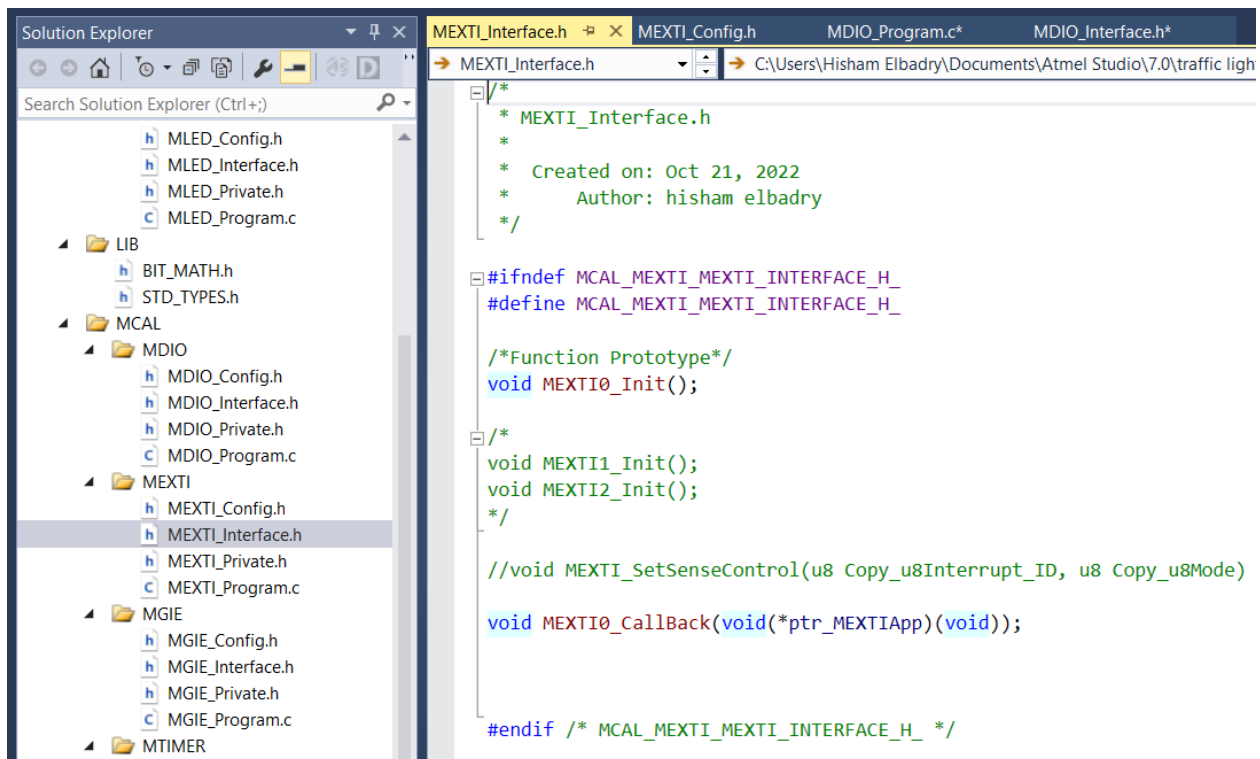 Solution Explorer
Search Solution Explorer (Ctrl+;)
MLED_Config.h
MLED_Interface.h
MLED_Private.h
MLED_Program.c
LIB
BIT_MATH.h
STD_TYPES.h
MCAL
MDIO
MDIO_Config.h
MDIO_Interface.h
MDIO_Private.h
MDIO_Program.c
MEXTI
MEXTI_Config.h
MEXTI_Interface.h
MEXTI_Private.h
MEXTI_Program.c
MGIE
MGIE_Config.h
MGIE_Interface.h
MGIE_Private.h
MGIE_Program.c
MTIMER
MEXTI_Interface.h MEXTI_Config.h MDIO_Program.c* MDIO_Interface.h*
MEXTI_Interface.h C:\Users\Hisham Elbadry\Documents\Atmel Studio\7.0\traffic ligh
/*
* MEXTI_Interface.h
*
* Created on: Oct 21, 2022
* Author: hisham elbadry
*/
#ifndef MCAL_MEXTI_MEXTI_INTERFACE_H_
#define MCAL_MEXTI_MEXTI_INTERFACE_H_
/*Function Prototype*/
void MEXTI0_Init();
/*
void MEXTI1_Init();
void MEXTI2_Init();
*/
//void MEXTI_SetSenseControl(u8 Copy_u8Interrupt_ID, u8 Copy_u8Mode)
void MEXTI0_CallBack(void(*ptr_MEXTIApp)(void));
#endif /* MCAL_MEXTI_MEXTI_INTERFACE_H_ */